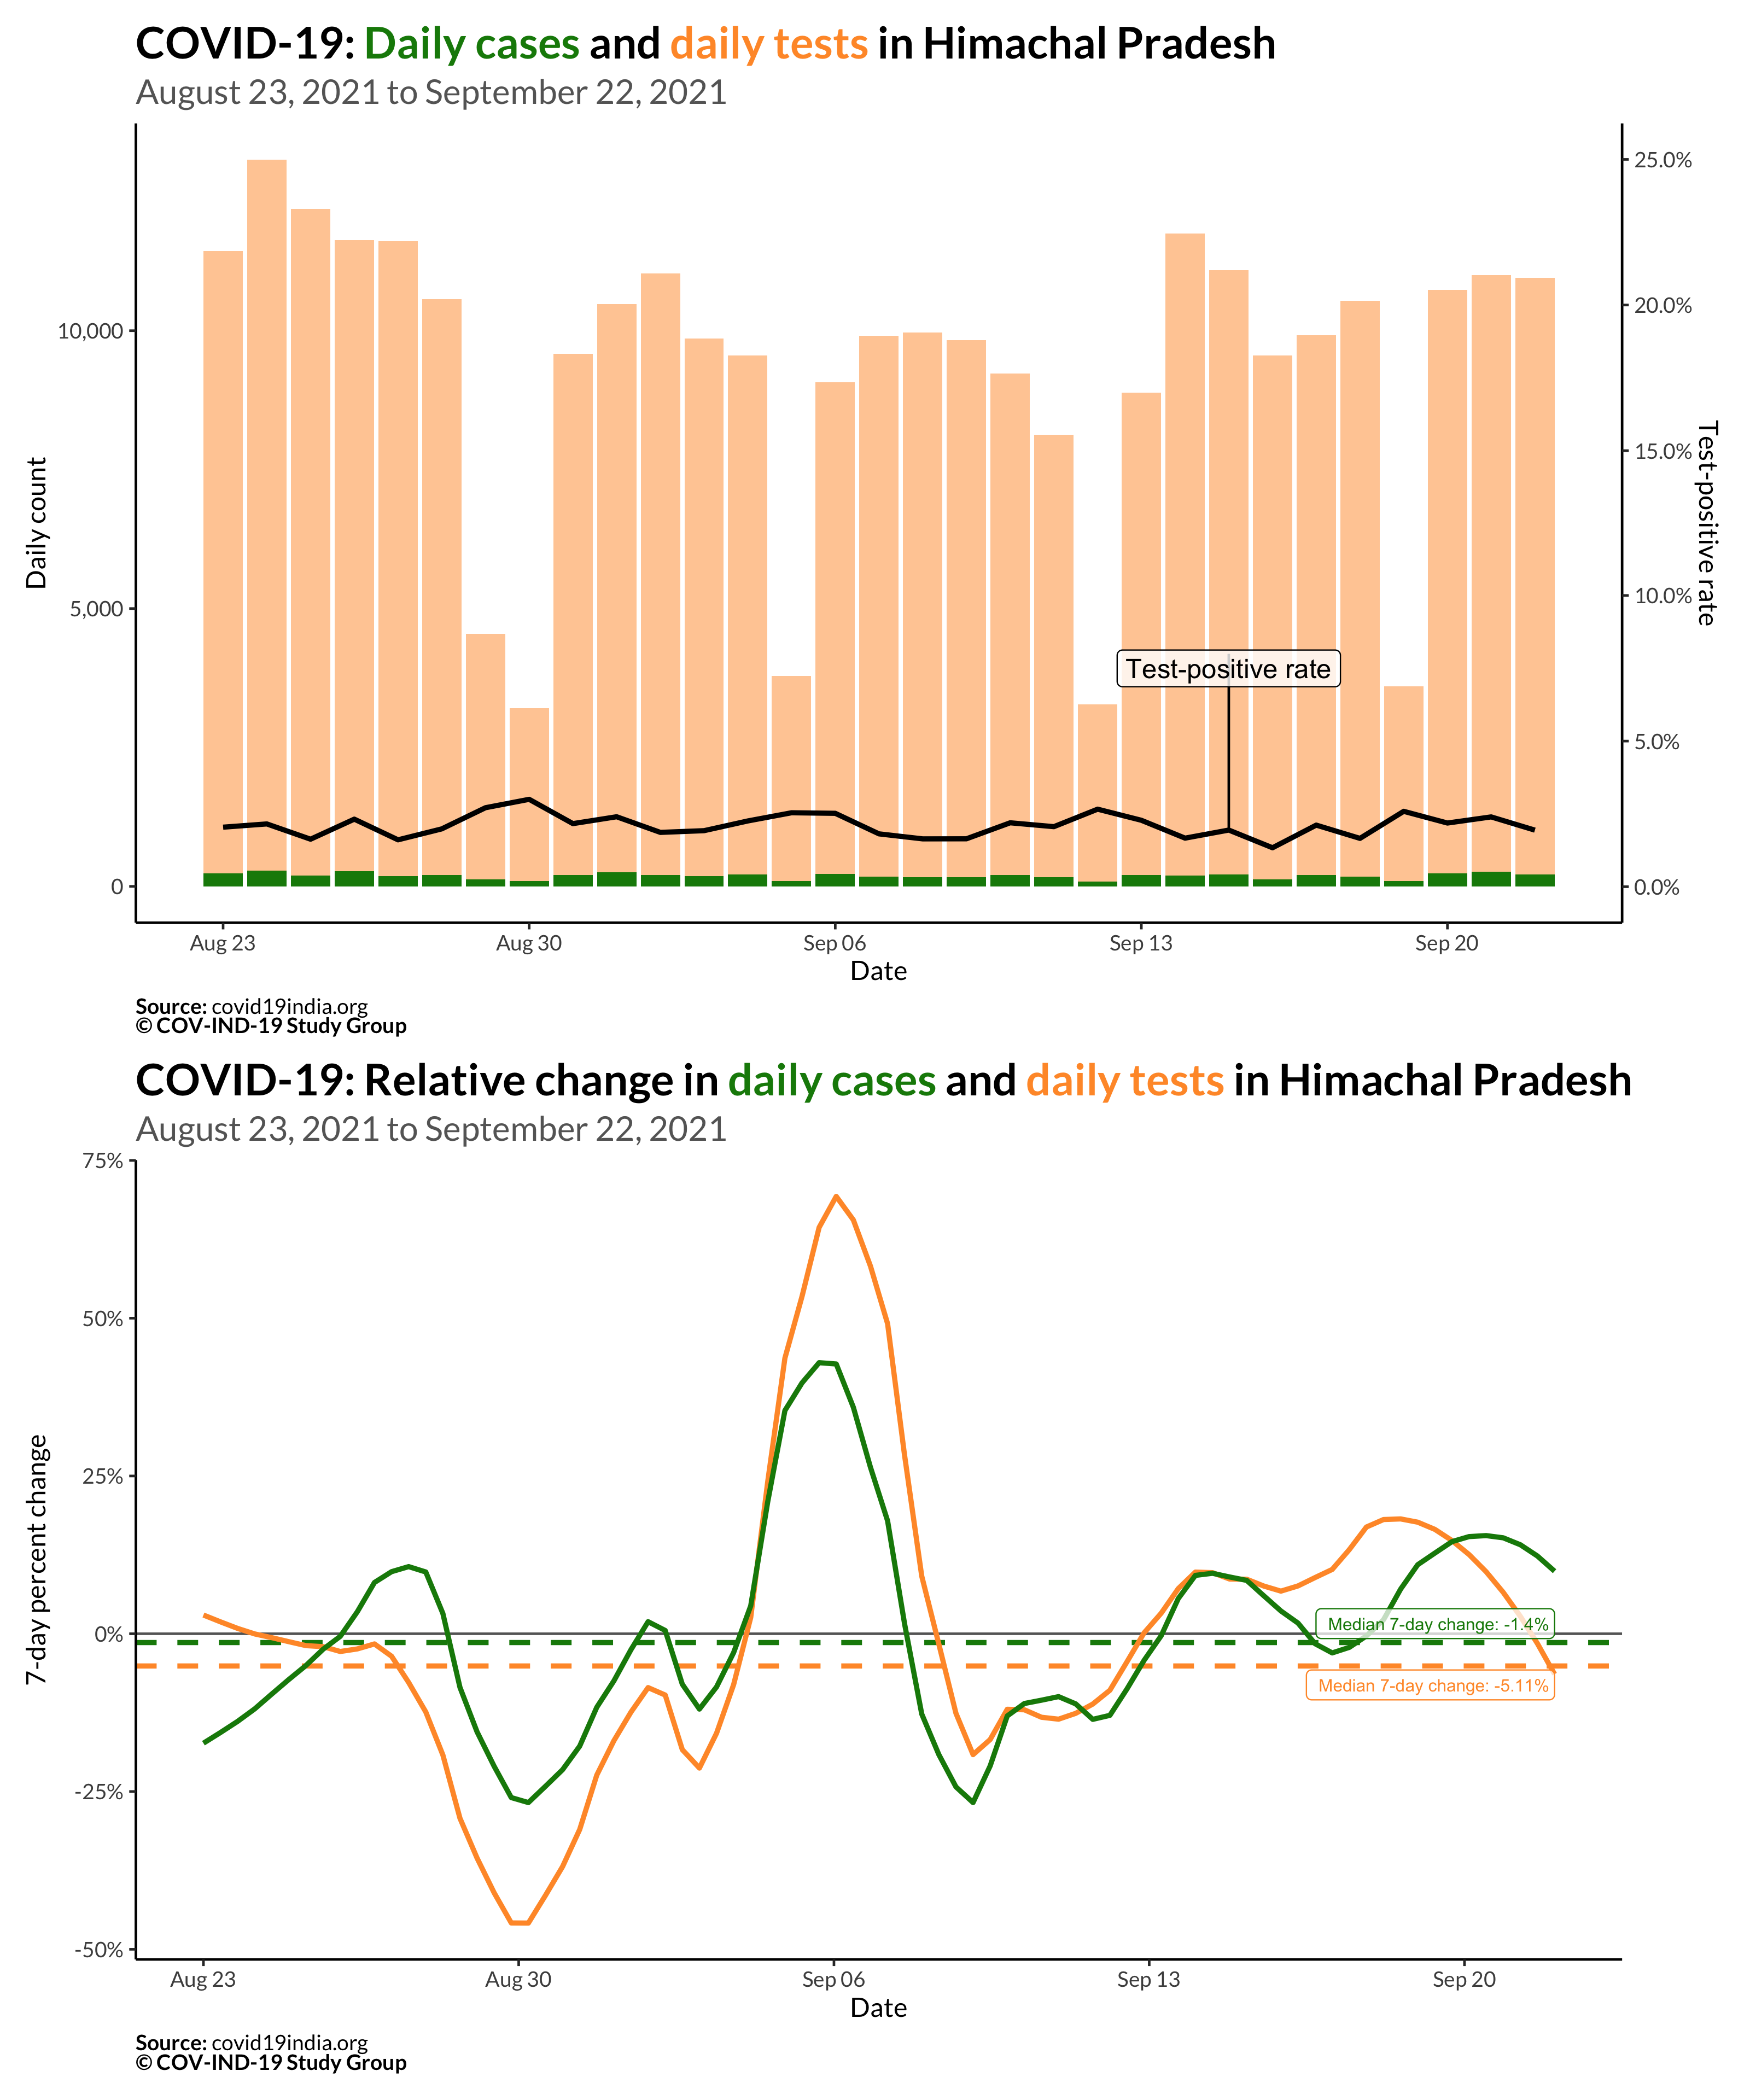 COVID-19: Daily cases and daily tests in Himachal Pradesh
August 23, 2021 to September 22, 2021
Daily count
10,000
5,000
0
25.0%
20.0%
15.0%
10.0%
5.0%
0.0%
Test-positive rate
Test-positive rate
Aug 23
Aug 30
Sep 06
Sep 13
Sep 20
Date
Source: covid19india.org
© COV-IND-19 Study Group
COVID-19: Relative change in daily cases and daily tests in Himachal Pradesh
August 23, 2021 to September 22, 2021
7-day percent change
75%
50%
25%
0%
-25%
-50%
Median 7-day change: -1.4%
Median 7-day change: -5.11%
Aug 23
Aug 30
Sep 06
Sep 13
Sep 20
Date
Source: covid19india.org
© COV-IND-19 Study Group